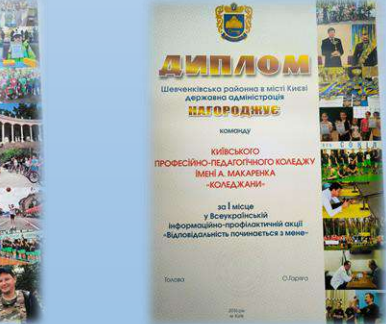 ДИПЛОМ
Шевченківська районна в місті Києві
державна адміністрація
НАГОРОДЖУЄ
команду
КИЇВСЬКОГО
ПРОФЕСІЙНО-ПЕДАГОГІЧНОГО КОЛЕДЖУ
ІМЕНІ А. МАКАРЕНКА
«КОЛЕДЖАНИ»
за І місце
у Всеукраїнській
інформаційно-профілактичній акції
«Відповідальність починається з мене»
Голова
О.Гаряга
м. Київ